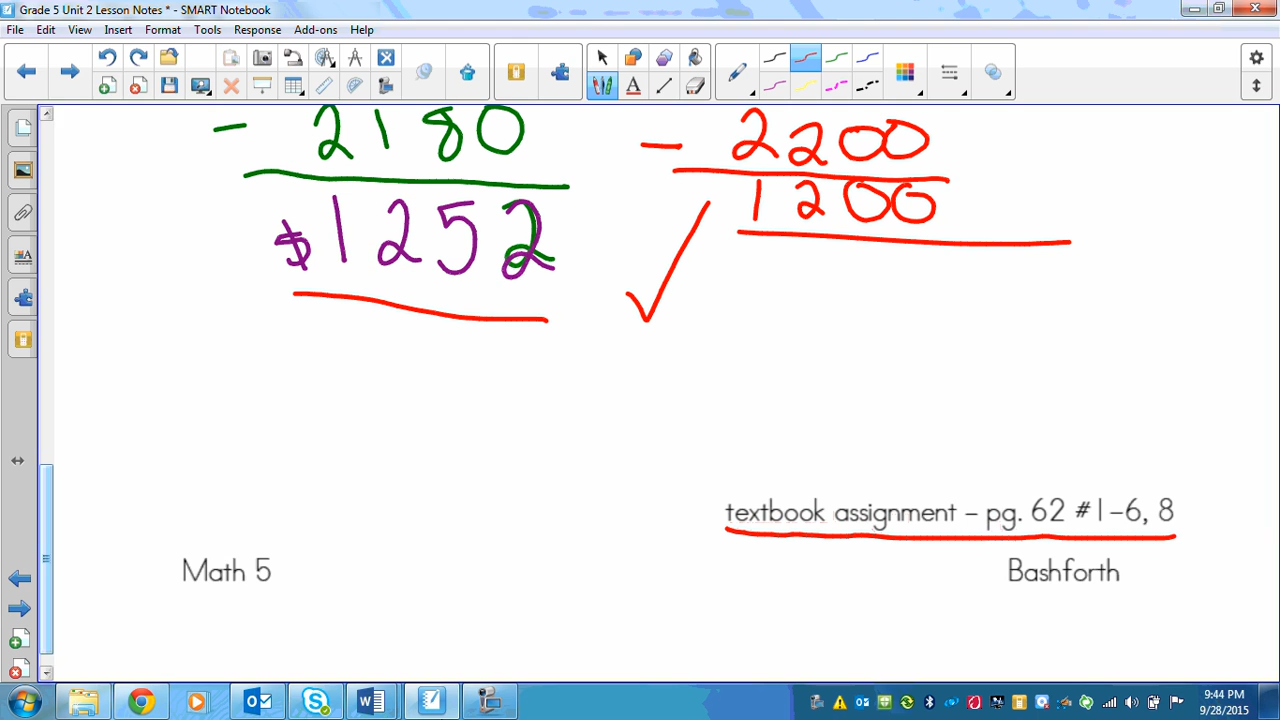 Grade 5 Unit 2 Lesson Notes * - SMART Notebook
File Edit View Insert Format Tools Response Add-ons Help
- 2180
$1252
- 2200
1200
textbook assignment - pg. 62 #1-6, 8
Math 5
Bashforth
9:44 PM
9/28/2015